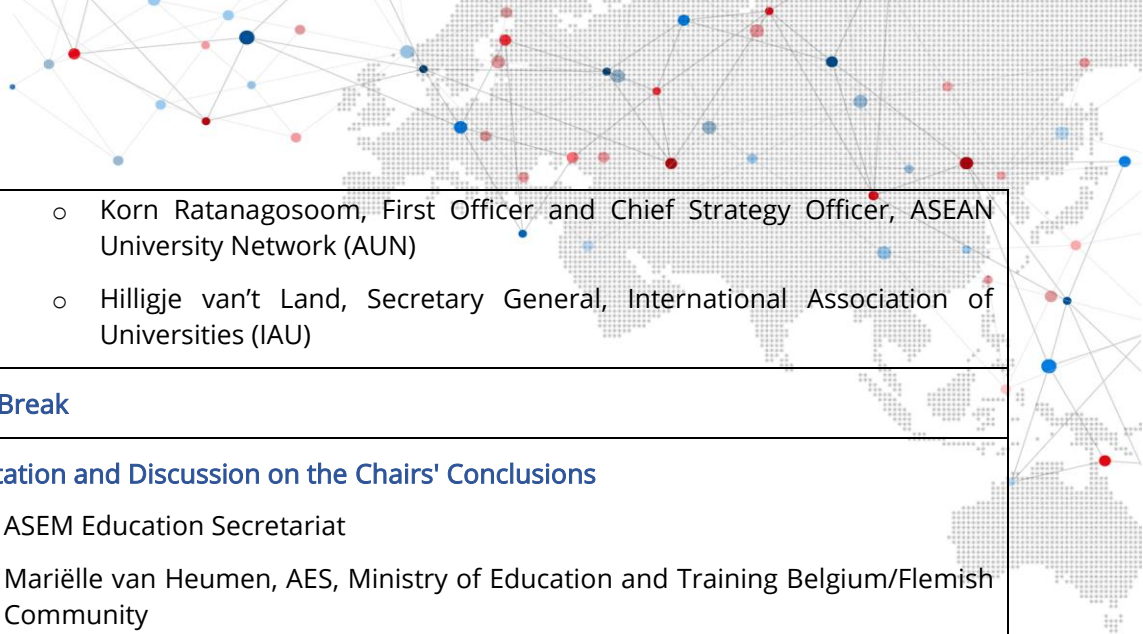 o Korn Ratanagosoom, First Officer and Chief Strategy Officer, ASEAN
University Network (AUN)
o Hilligje van’t Land, Secretary General, International Association of
Universities (IAU)
Break
tation and Discussion on the Chairs' Conclusions
ASEM Education Secretariat
Mariëlle van Heumen, AES, Ministry of Education and Training Belgium/Flemish
Community